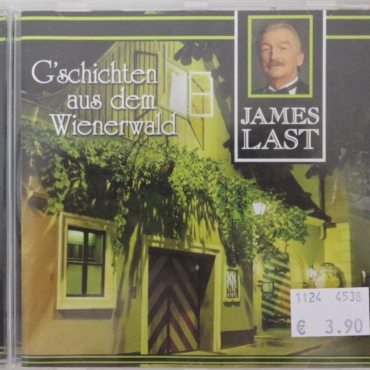 G'schichten
aus dem
Wienerwald
JAMES
LAST
1124 4538
€ 3.90